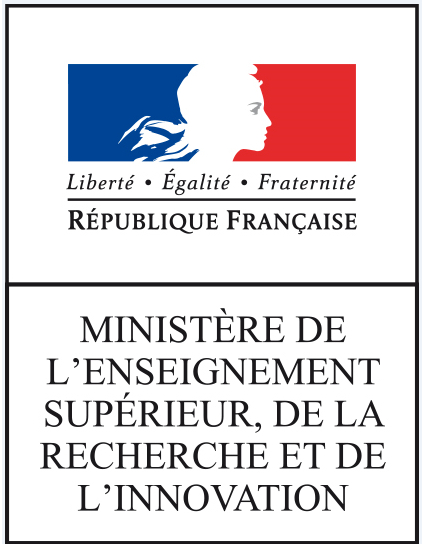 Liberté • Égalité • Fraternité
RÉPUBLIQUE FRANÇAISE
MINISTÈRE DE
L’ENSEIGNEMENT
SUPÉRIEUR, DE LA
RECHERCHE ET DE
L’INNOVATION